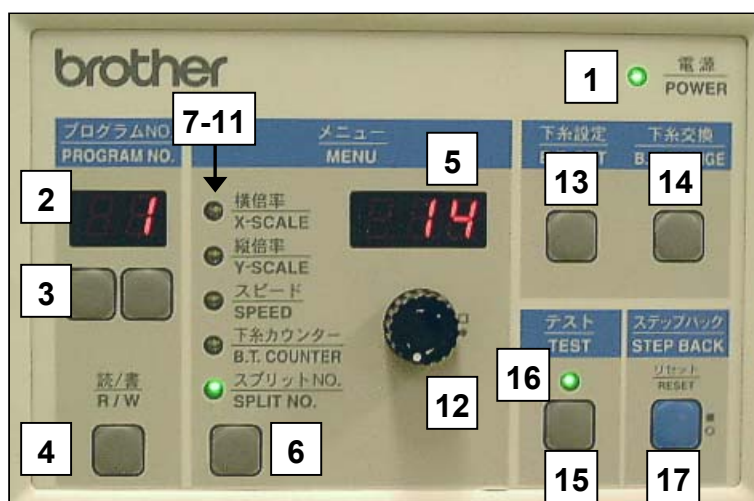 brother
1
電源
POWER
プログラムNO.
PROGRAM NO.
7-11
メニュー
MENU
5
下糸設定
下糸交換
2
1
横倍率
X-SCALE
14
13
14
3
縦倍率
Y-SCALE
スピード
SPEED
下糸カウンター
B.T. COUNTER
スプリットNO.
SPLIT NO.
テスト
TEST
ステップバック
STEP BACK
読/書
R/W
16
リセット
RESET
12
4
6
15
17